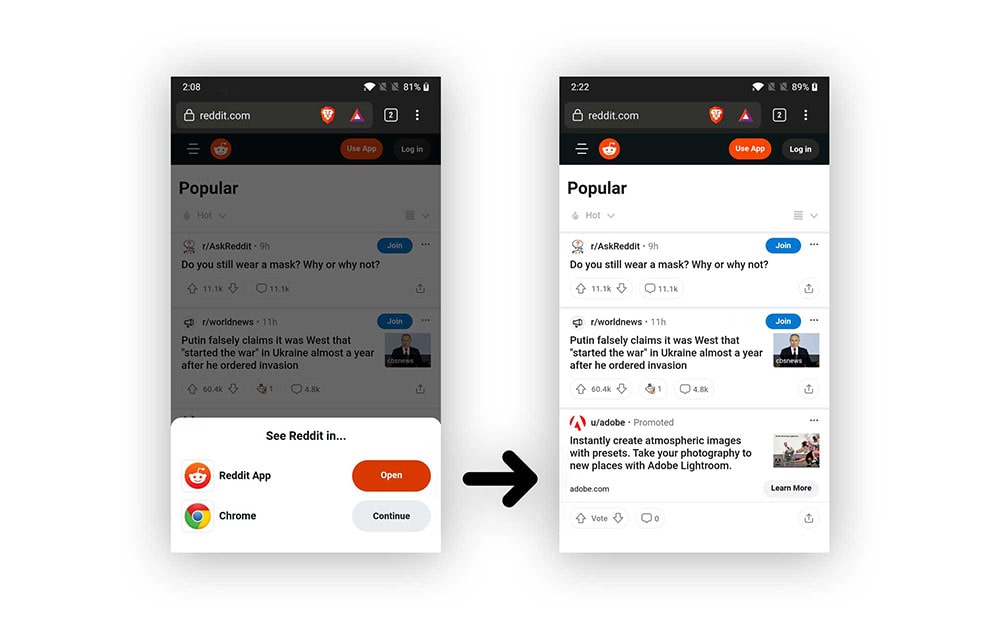 2:08
81%
reddit.com
2
Use App
Log in
Popular
Hot
r/AskReddit • 9h
Join
Do you still wear a mask? Why or why not?
11.1k
11.1k
r/worldnews • 11h
Join
Putin falsely claims it was West that
"started the war" in Ukraine almost a year
after he ordered invasion
cbsnews
60.4k
1
4.8k
See Reddit in...
Reddit App
Open
Chrome
Continue
2:22
89%
reddit.com
2
Use App
Log in
Popular
Hot
r/AskReddit • 9h
Join
Do you still wear a mask? Why or why not?
11.1k
11.1k
r/worldnews • 11h
Join
Putin falsely claims it was West that
"started the war" in Ukraine almost a year
after he ordered invasion
cbsnews
60.4k
1
4.8k
u/adobe • Promoted
Instantly create atmospheric images
with presets. Take your photography to
new places with Adobe Lightroom.
adobe.com
Learn More
Vote
0